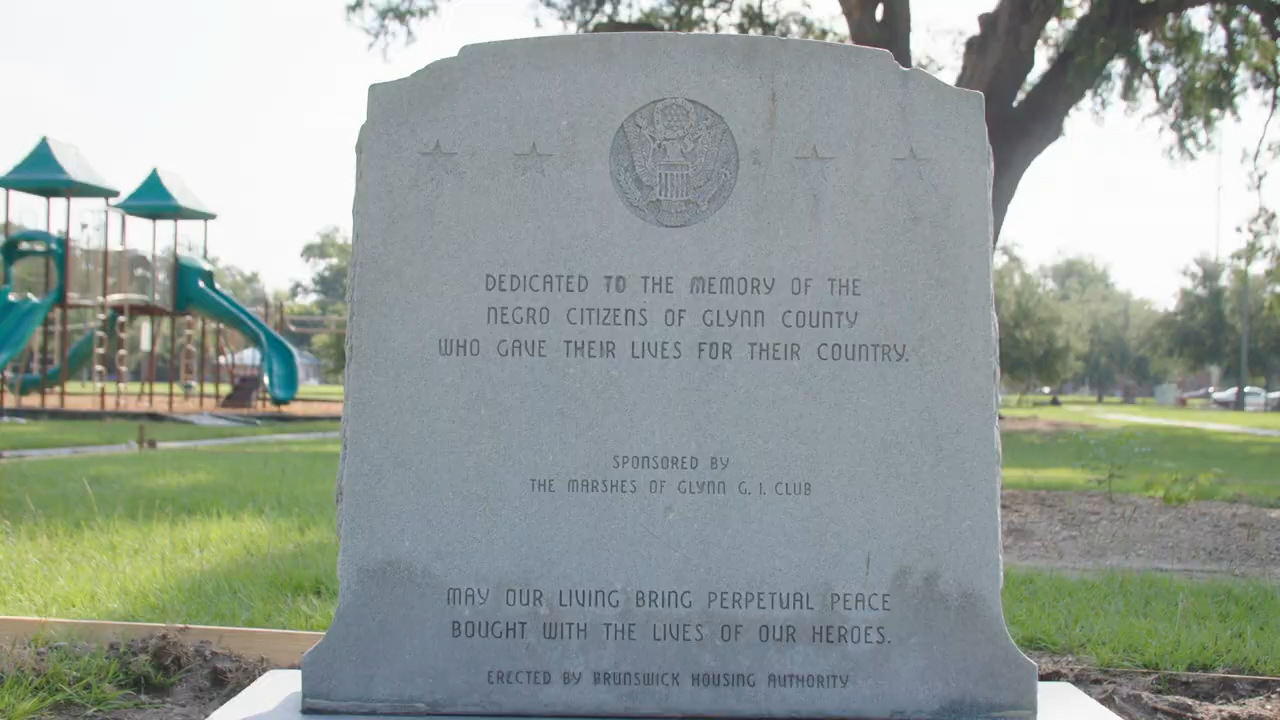 DEDICATED TO THE MEMORY OF THE
NEGRO CITIZENS OF GLYNN COUNTY
WHO GAVE THEIR LIVES FOR THEIR COUNTRY.
SPONSORED BY
THE MARSHES OF GLYNN G. I. CLUB
MAY OUR LIVING BRING PERPETUAL PEACE
BOUGHT WITH THE LIVES OF OUR HEROES.
ERECTED BY BRUNSWICK HOUSING AUTHORITY